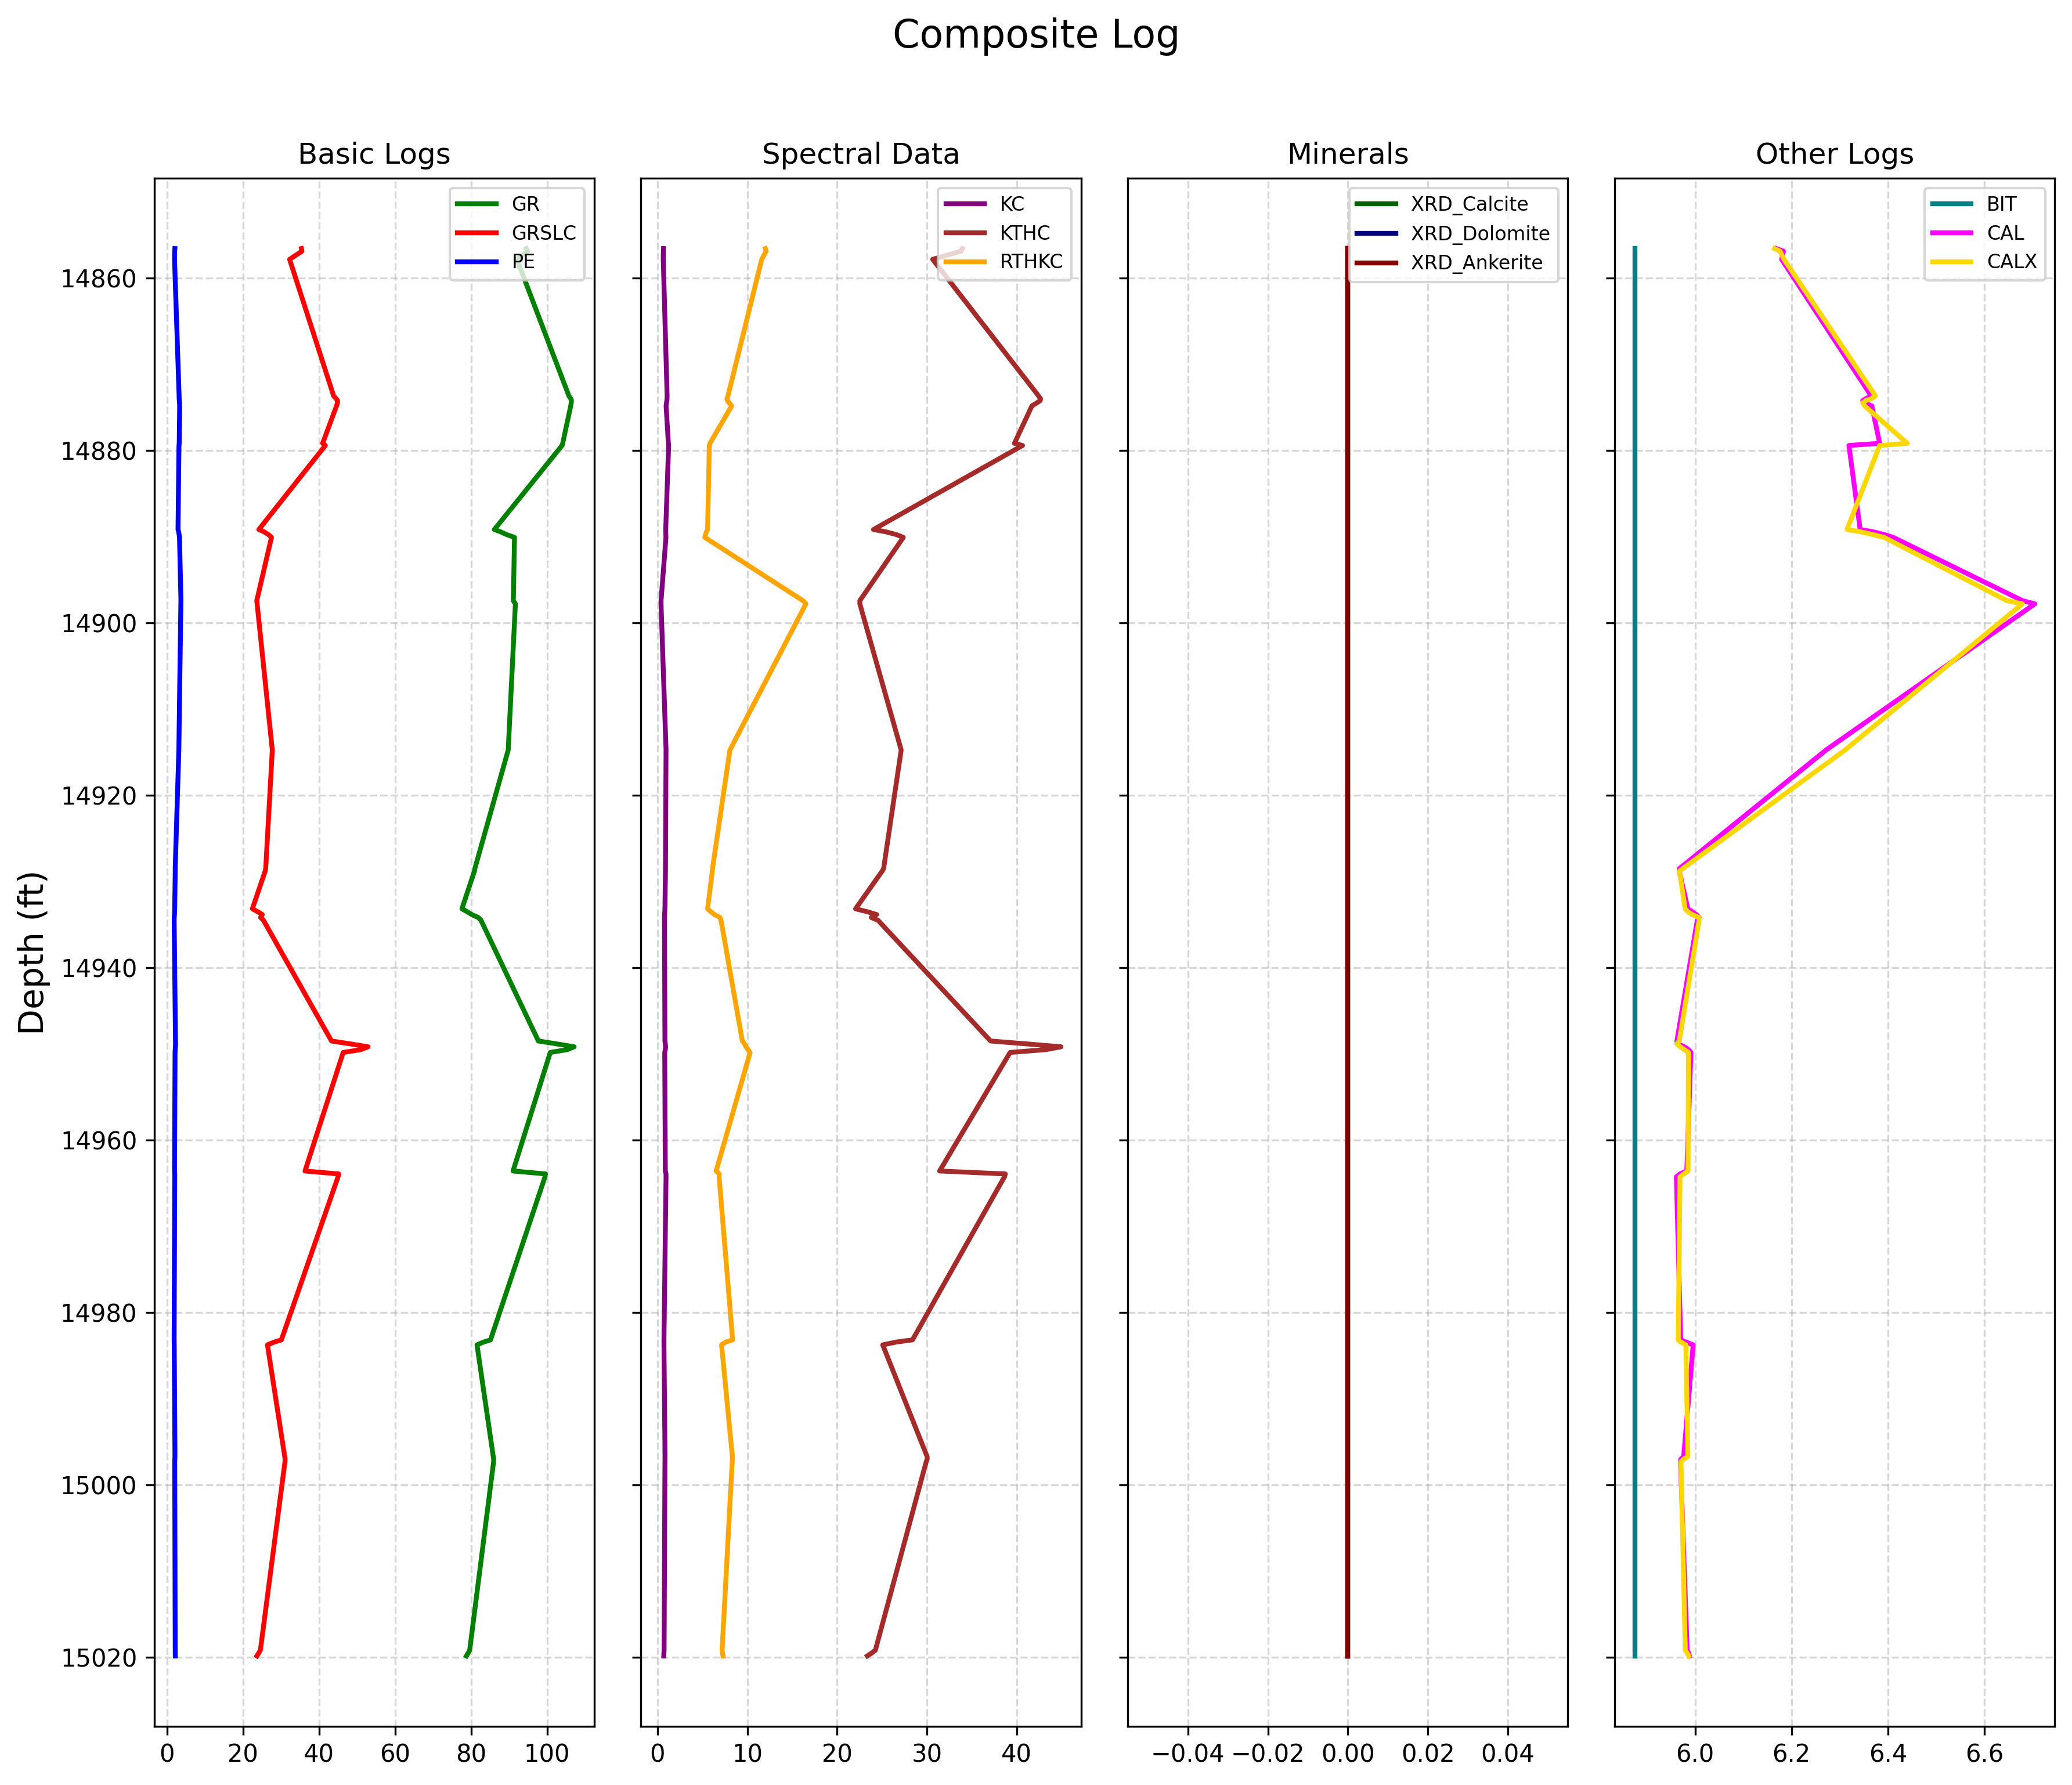 Composite Log
Basic Logs
Spectral Data
Minerals
Other Logs
GR
GRSLC
PE
KC
KTHC
RTHKC
XRD_Calcite
XRD_Dolomite
XRD_Ankerite
BIT
CAL
CALX
Depth (ft)
14860
14880
14900
14920
14940
14960
14980
15000
15020
0 20 40 60 80 100
0 10 20 30 40
−0.04 −0.02 0.00 0.02 0.04
6.0 6.2 6.4 6.6